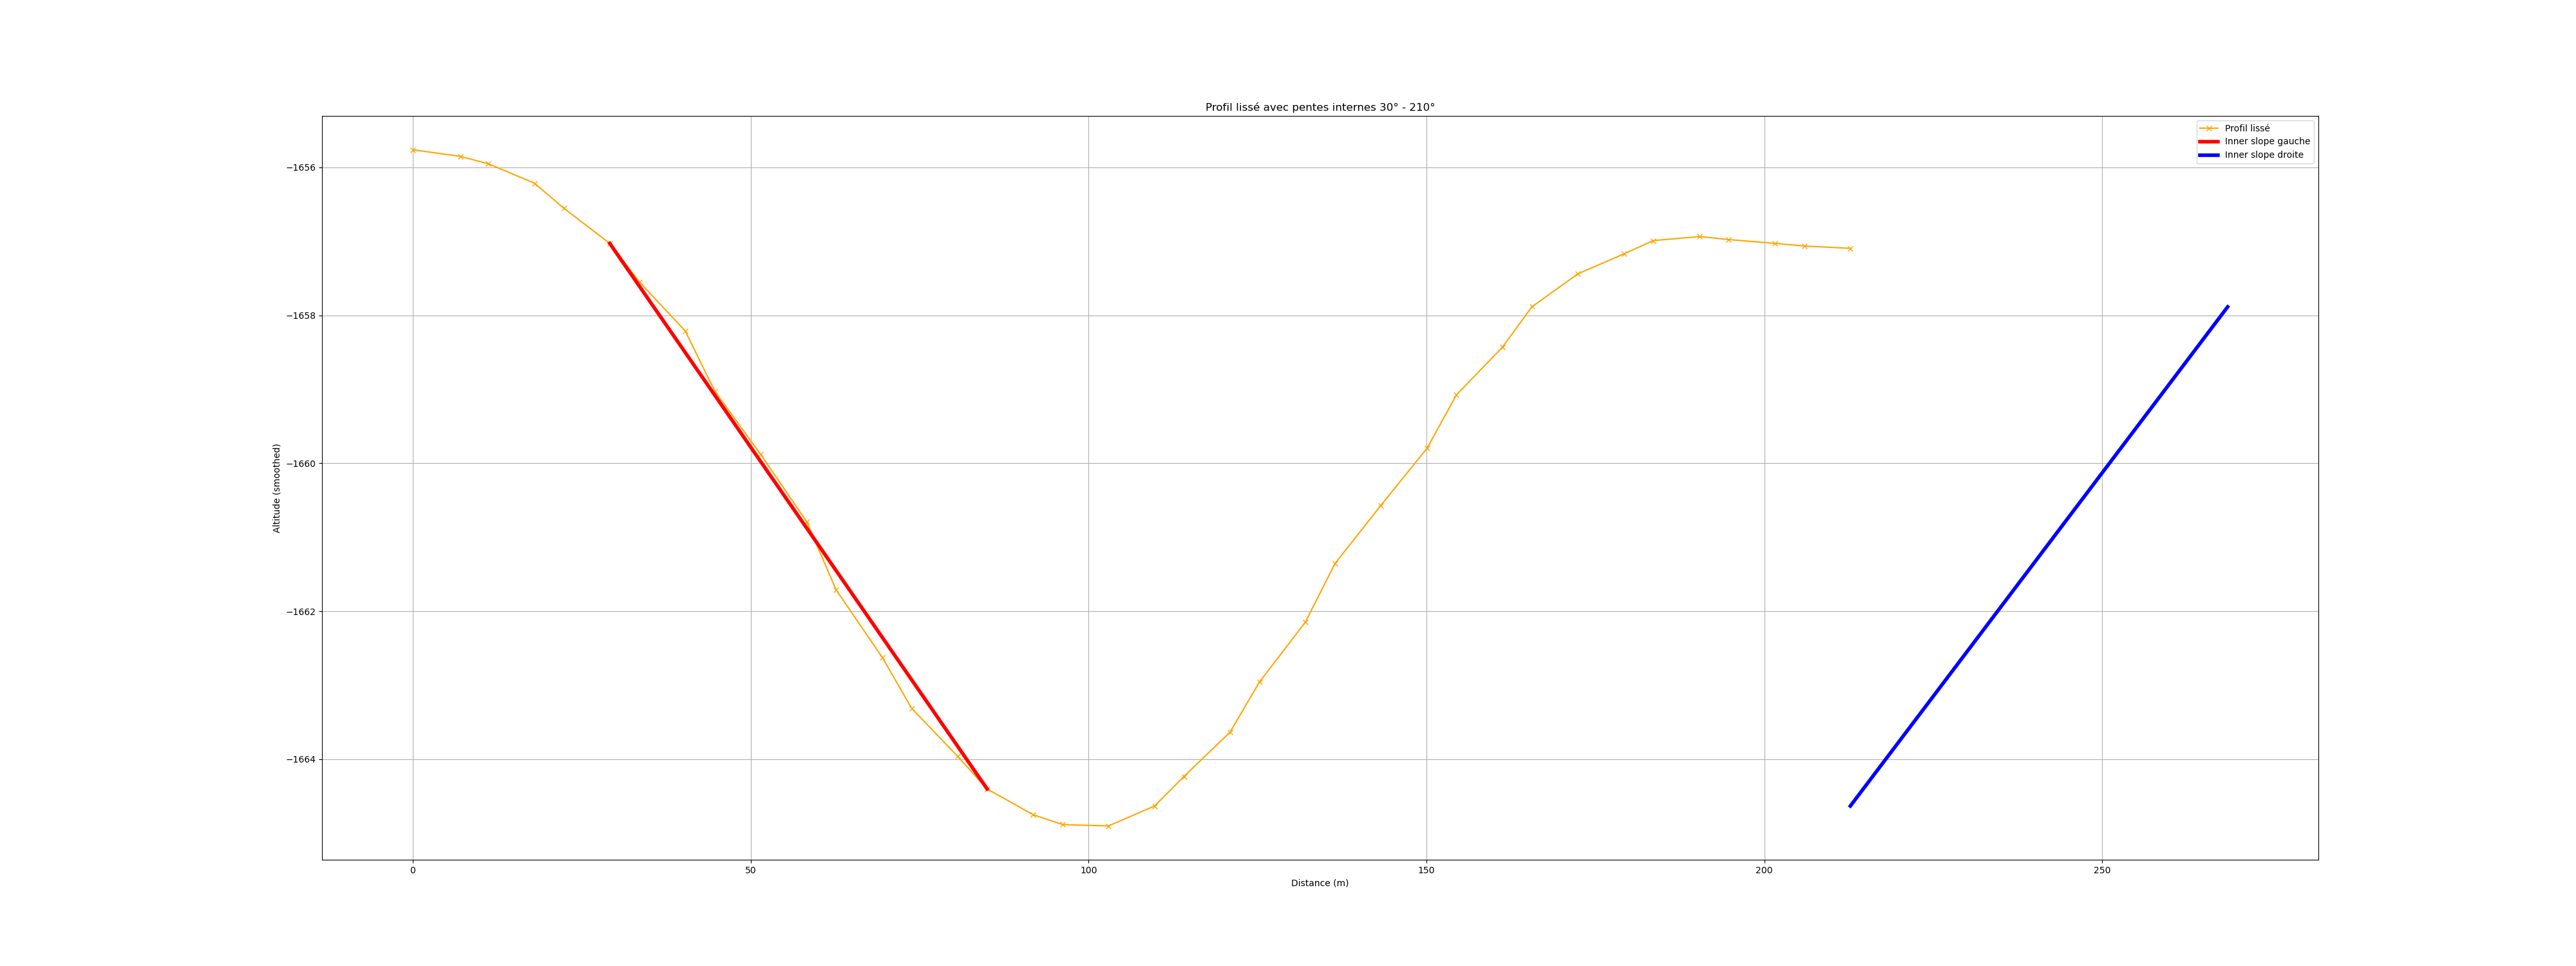 Profil lissé avec pentes internes 30° - 210°
Profil lissé
Inner slope gauche
Inner slope droite
−1656
−1658
−1660
−1662
−1664
Altitude (smoothed)
0
50
100
150
200
250
Distance (m)